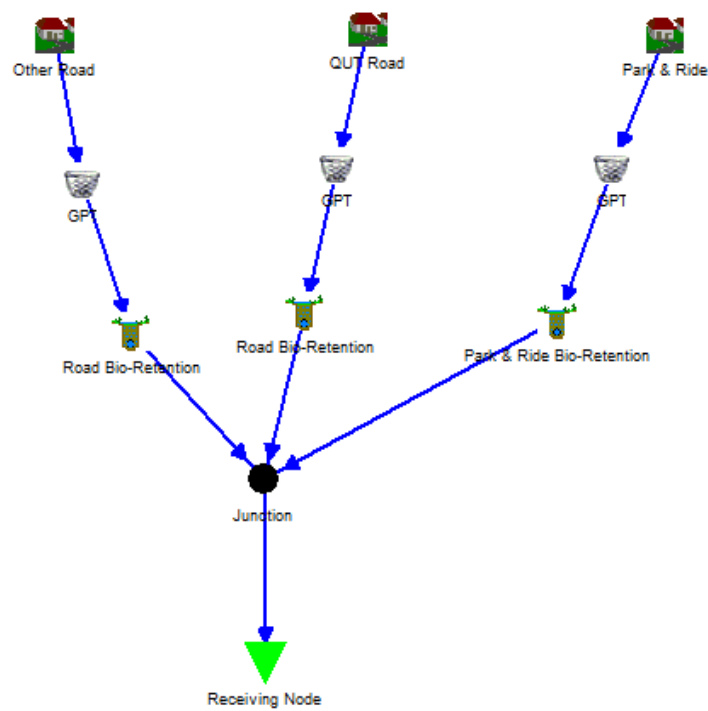 Other Road
QUT Road
Park & Ride
GPT
GPT
GPT
Road Bio-Retention
Road Bio-Retention
Park & Ride Bio-Retention
Junction
Receiving Node